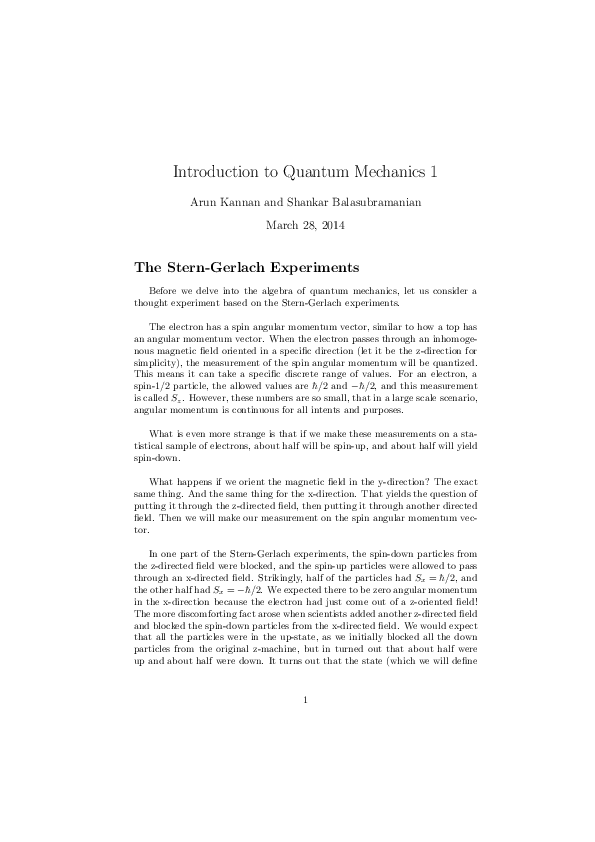 Introduction to Quantum Mechanics 1
Arun Kannan and Shankar Balasubramanian
March 28, 2014
The Stern-Gerlach Experiments
Before we delve into the algebra of quantum mechanics, let us consider a
thought experiment based on the Stern-Gerlach experiments.
The electron has a spin angular momentum vector, similar to how a top has
an angular momentum vector. When the electron passes through an inhomoge-
nous magnetic field oriented in a specific direction (let it be the z-direction for
simplicity), the measurement of the spin angular momentum will be quantized.
This means it can take a specific discrete range of values. For an electron, a
spin-1/2 particle, the allowed values are ℏ/2 and −ℏ/2, and this measurement
is called S_z. However, these numbers are so small, that in a large scale scenario,
angular momentum is continuous for all intents and purposes.
What is even more strange is that if we make these measurements on a sta-
tistical sample of electrons, about half will be spin-up, and about half will yield
spin-down.
What happens if we orient the magnetic field in the y-direction? The exact
same thing. And the same thing for the x-direction. That yields the question of
putting it through the z-directed field, then putting it through another directed
field. Then we will make our measurement on the spin angular momentum vec-
tor.
In one part of the Stern-Gerlach experiments, the spin-down particles from
the z-directed field were blocked, and the spin-up particles were allowed to pass
through an x-directed field. Strikingly, half of the particles had S_x = ℏ/2, and
the other half had S_x = −ℏ/2. We expected there to be zero angular momentum
in the x-direction because the electron had just come out of a z-oriented field!
The more discomforting fact arose when scientists added another z-directed field
and blocked the spin-down particles from the x-directed field. We would expect
that all the particles were in the up-state, as we initially blocked all the down
particles from the original z-machine, but in turned out that about half were
up and about half were down. It turns out that the state (which we will define
1